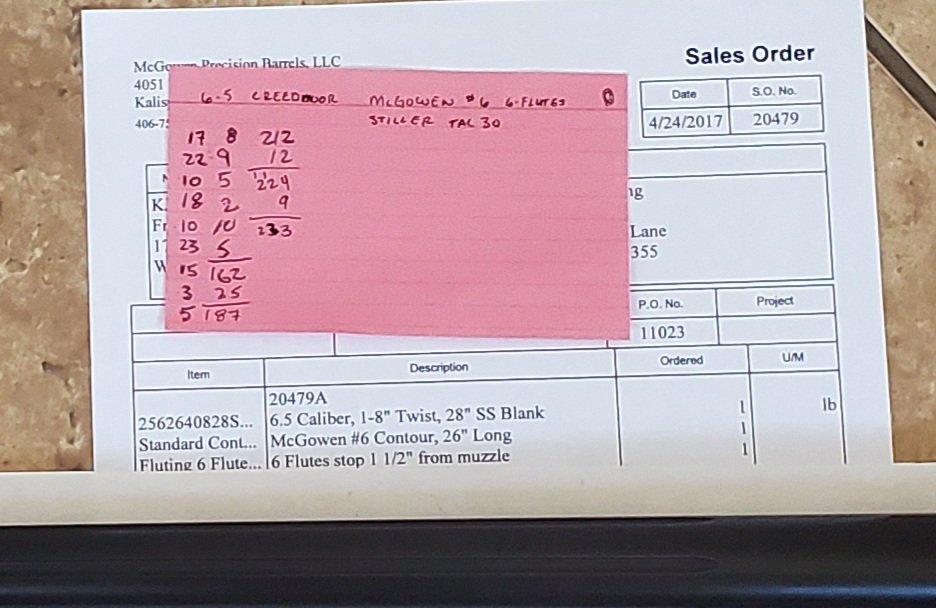 Sales Order
McGowen Precision Barrels, LLC
4051
Kalis
406-7
Date S.O. No.
4/24/2017 20479
6-5 CREEDMOOR McGOWEN #6 6-FLUTES
STILLER TAC 30
17 8 212
22 9 12
10 5 224
18 2 9
10 10 233
23 5
15 162
3 25
5 187
K
Fr
17
W
ng
Lane
355
P.O. No. Project
11023
Item Description Ordered U/M
20479A
2562640828S... 6.5 Caliber, 1-8" Twist, 28" SS Blank 1 lb
Standard Cont... McGowen #6 Contour, 26" Long 1
Fluting 6 Flute... 6 Flutes stop 1 1/2" from muzzle 1